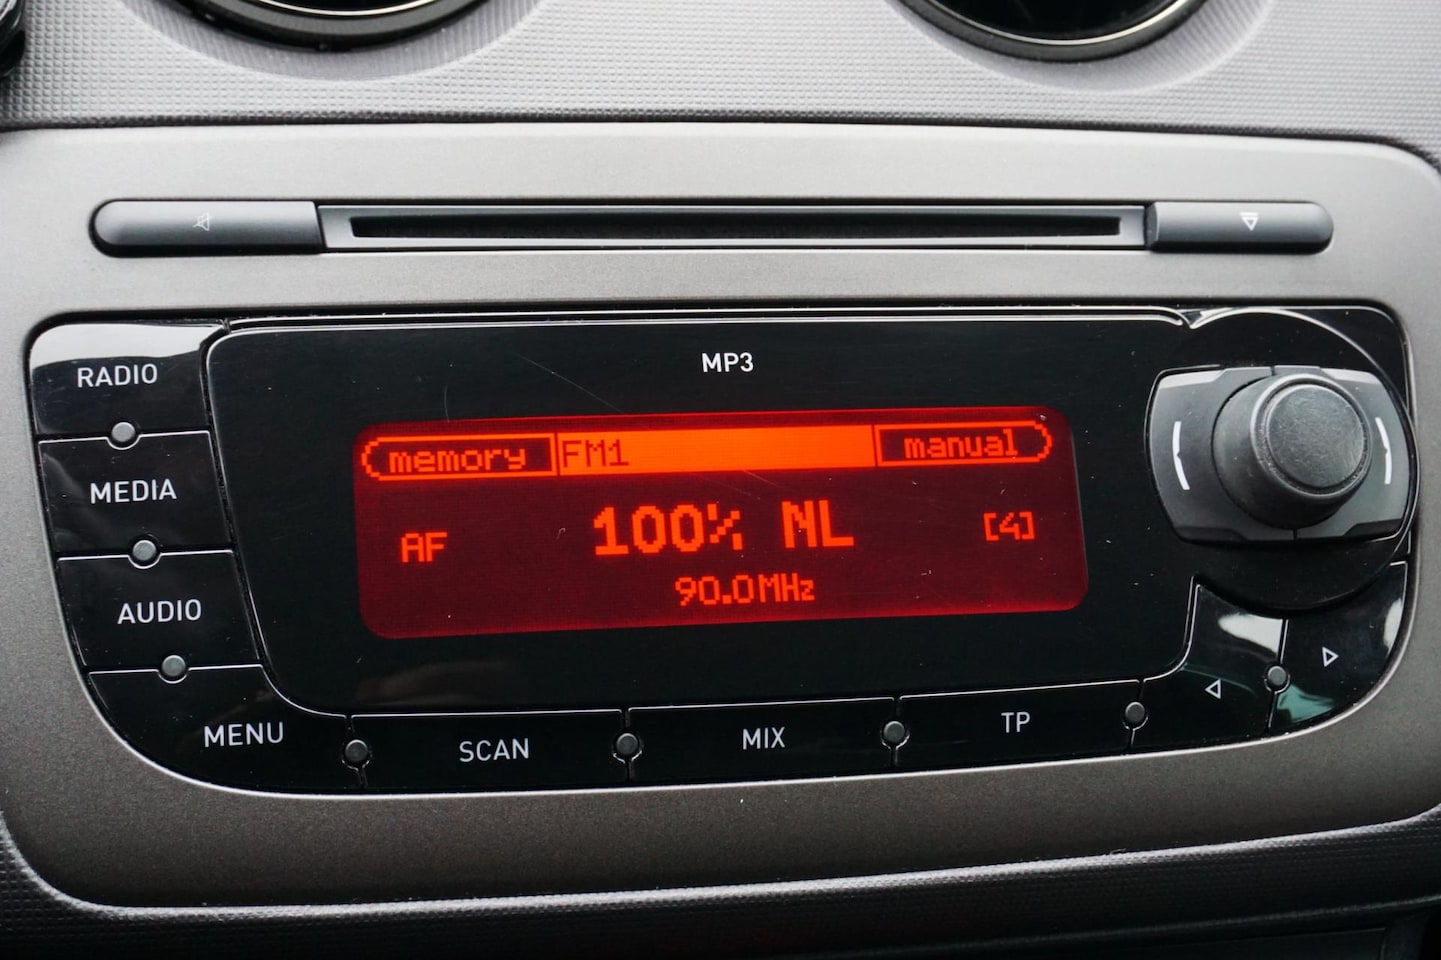 RADIO
MP3
memory FM1 manual
MEDIA
AF 100% NL [4]
90.0MHz
AUDIO
MENU SCAN MIX TP